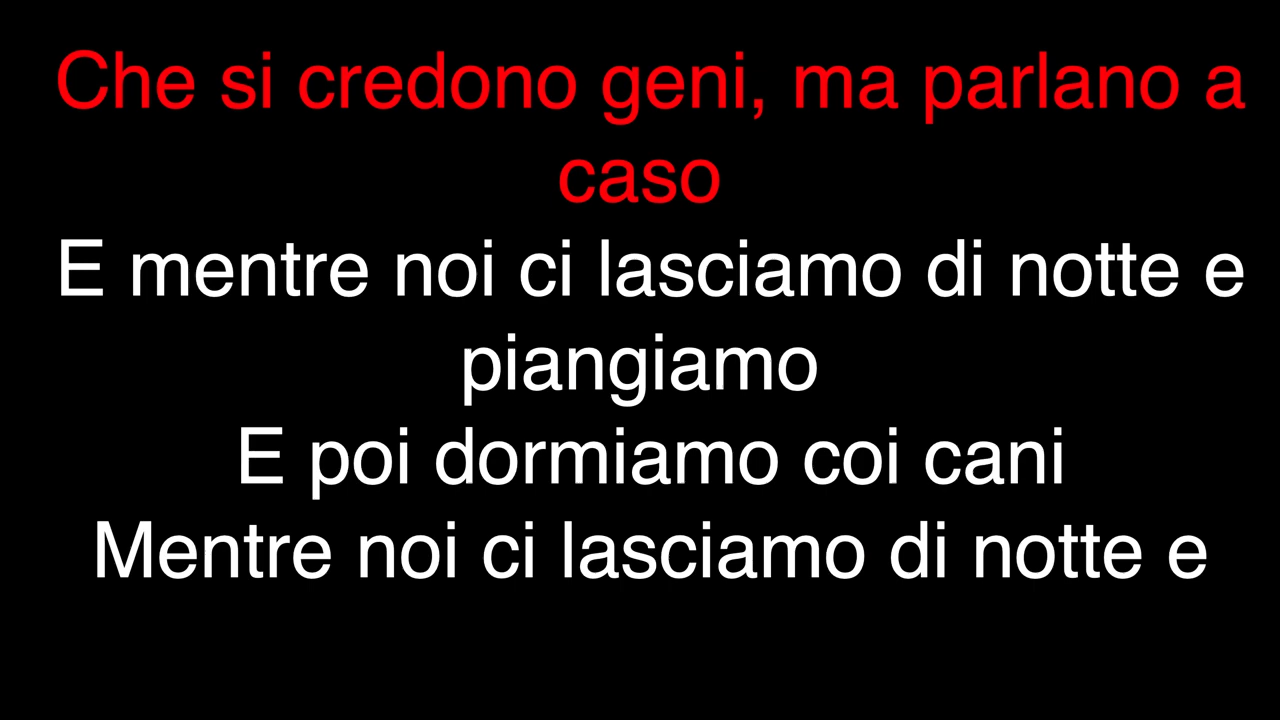 Che si credono geni, ma parlano a
caso
E mentre noi ci lasciamo di notte e
piangiamo
E poi dormiamo coi cani
Mentre noi ci lasciamo di notte e